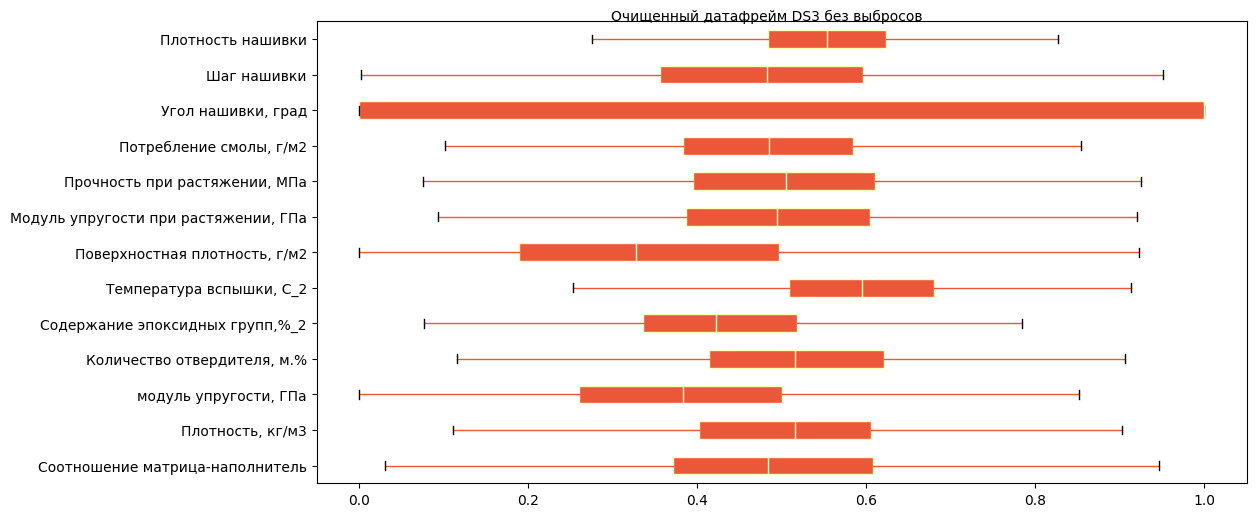 Очищенный датафрейм DS3 без выбросов
Плотность нашивки
Шаг нашивки
Угол нашивки, град
Потребление смолы, г/м2
Прочность при растяжении, МПа
Модуль упругости при растяжении, ГПа
Поверхностная плотность, г/м2
Температура вспышки, С_2
Содержание эпоксидных групп,%_2
Количество отвердителя, м.%
модуль упругости, ГПа
Плотность, кг/м3
Соотношение матрица-наполнитель
0.0 0.2 0.4 0.6 0.8 1.0